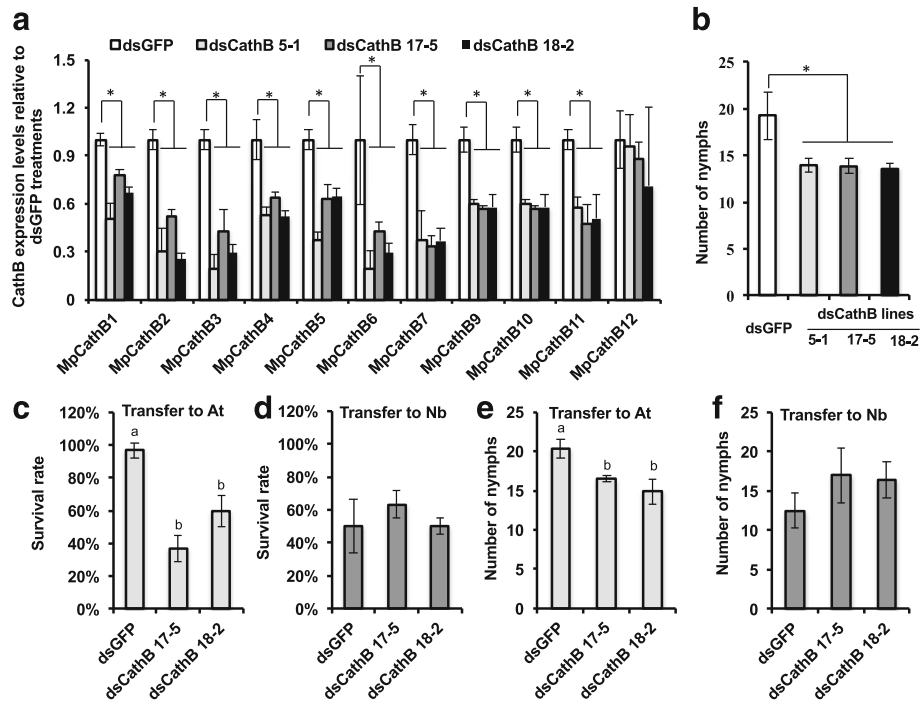 a
dsGFP dsCathB 5-1 dsCathB 17-5 dsCathB 18-2
CathB expression levels relative to
dsGFP treatments
1.5
1.2
0.9
0.6
0.3
0
* * * * * * * * * *
MpCathB1
MpCathB2
MpCathB3
MpCathB4
MpCathB5
MpCathB6
MpCathB7
MpCathB9
MpCathB10
MpCathB11
MpCathB12
b
Number of nymphs
25
20
15
10
5
0
*
dsGFP
dsCathB lines
5-1 17-5 18-2
c
Transfer to At
Survival rate
120%
100%
80%
60%
40%
20%
0%
a
b
b
dsGFP
dsCathB 17-5
dsCathB 18-2
d
Transfer to Nb
Survival rate
120%
100%
80%
60%
40%
20%
0%
dsGFP
dsCathB 17-5
dsCathB 18-2
e
Transfer to At
Number of nymphs
25
20
15
10
5
0
a
b
b
dsGFP
dsCathB 17-5
dsCathB 18-2
f
Transfer to Nb
Number of nymphs
25
20
15
10
5
0
dsGFP
dsCathB 17-5
dsCathB 18-2